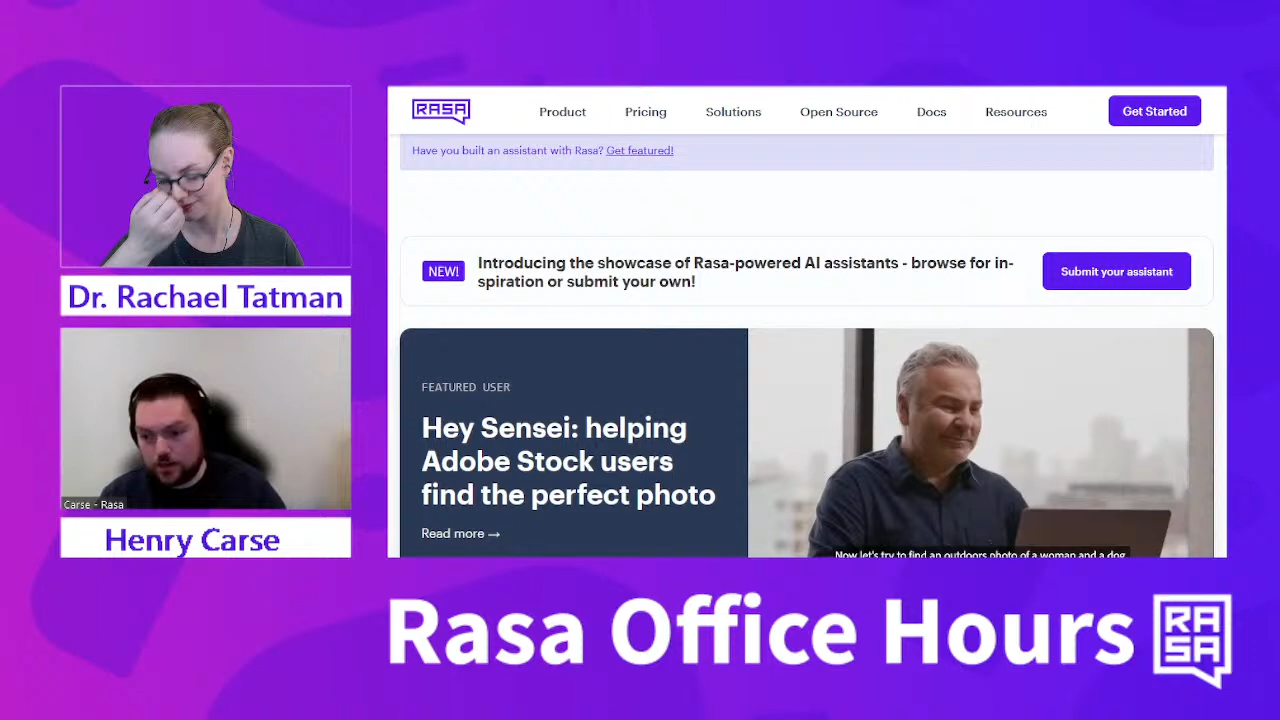 Dr. Rachael Tatman
Carse - Rasa
Henry Carse
RASA
Product
Pricing
Solutions
Open Source
Docs
Resources
Get Started
Have you built an assistant with Rasa? Get featured!
NEW!
Introducing the showcase of Rasa-powered AI assistants - browse for in-
spiration or submit your own!
Submit your assistant
FEATURED USER
Hey Sensei: helping
Adobe Stock users
find the perfect photo
Read more →
Now let's try to find an outdoors photo of a woman and a dog
Rasa Office Hours
RA
SA